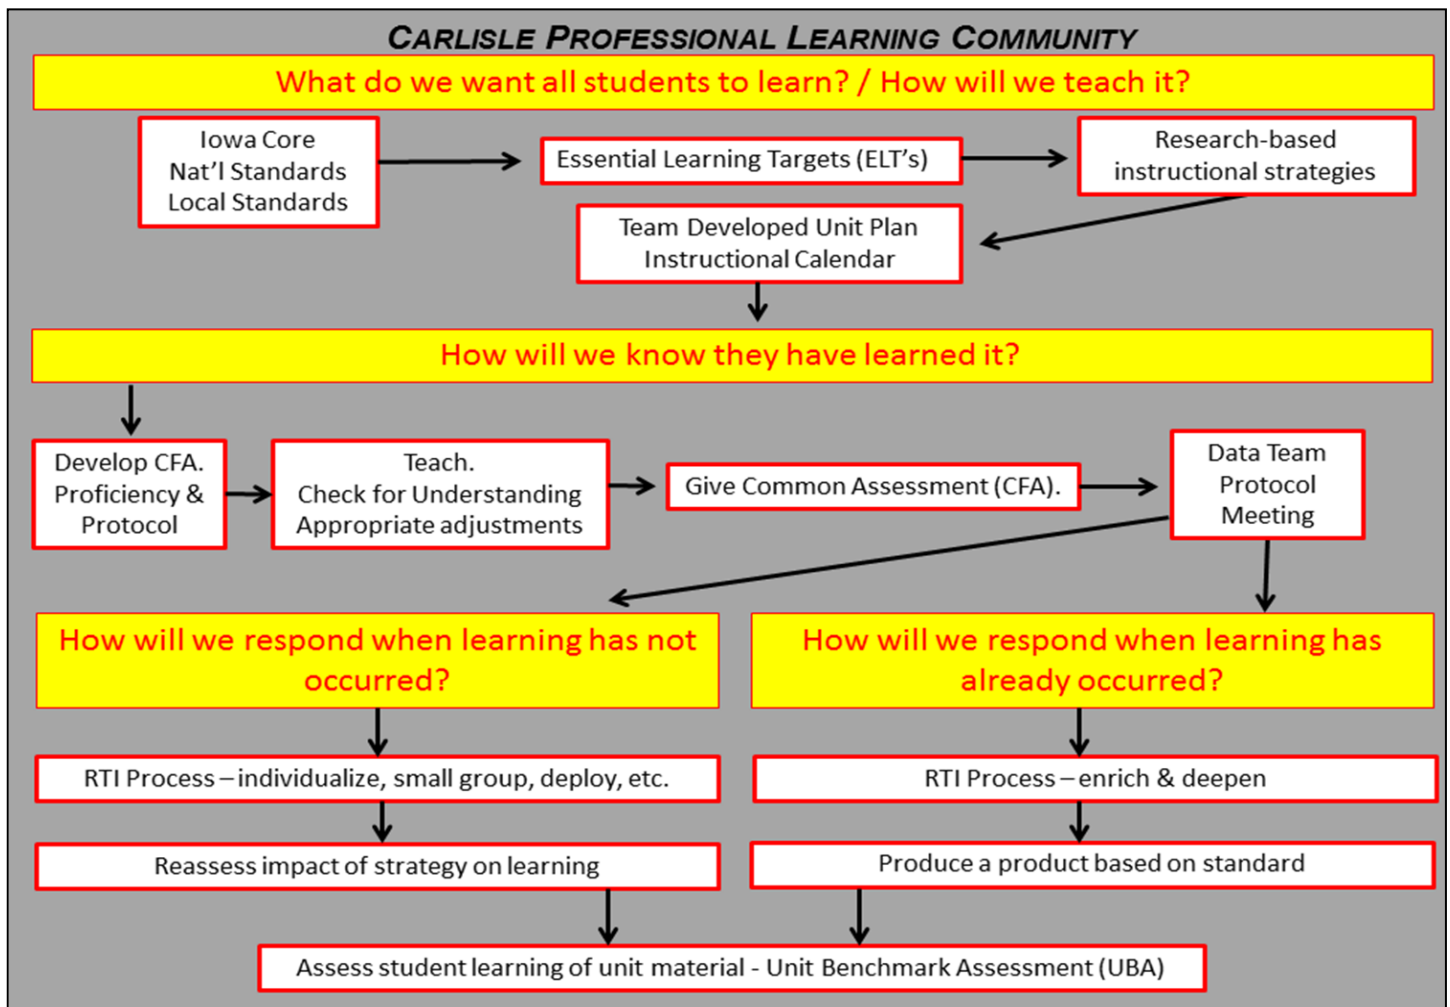 CARLISLE PROFESSIONAL LEARNING COMMUNITY
What do we want all students to learn? / How will we teach it?
Iowa Core
Nat’l Standards
Local Standards
Essential Learning Targets (ELT’s)
Research-based
instructional strategies
Team Developed Unit Plan
Instructional Calendar
How will we know they have learned it?
Develop CFA.
Proficiency &
Protocol
Teach.
Check for Understanding
Appropriate adjustments
Give Common Assessment (CFA).
Data Team
Protocol
Meeting
How will we respond when learning has not
occurred?
How will we respond when learning has
already occurred?
RTI Process – individualize, small group, deploy, etc.
RTI Process – enrich & deepen
Reassess impact of strategy on learning
Produce a product based on standard
Assess student learning of unit material - Unit Benchmark Assessment (UBA)